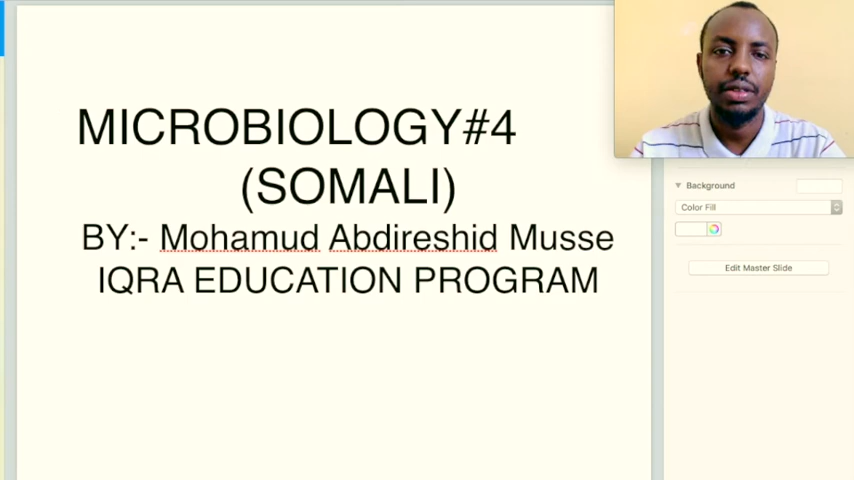 MICROBIOLOGY#4
(SOMALI)
BY:- Mohamud Abdireshid Musse
IQRA EDUCATION PROGRAM
Background
Color Fill
Edit Master Slide